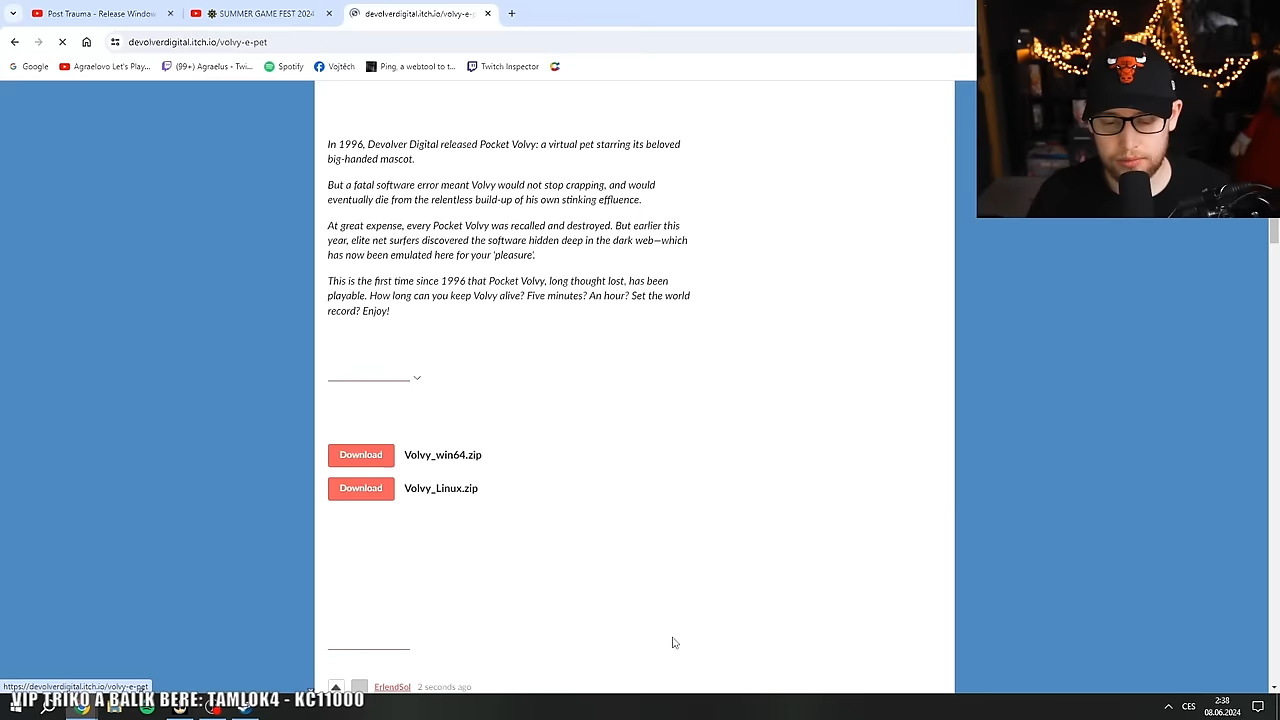 Post Trauma - Release Window
SUMMER GAME FEST 2024
devolverdigital.itch.io/volvy-e-p
devolverdigital.itch.io/volvy-e-pet
Google
Agraelovo Let's Play...
(99+) Agraelus - Twi...
Spotify
Ping, a webtool to t...
Twitch Inspector
In 1996, Devolver Digital released Pocket Volvy: a virtual pet starring its beloved
big-handed mascot.
But a fatal software error meant Volvy would not stop crapping, and would
eventually die from the relentless build-up of his own stinking effluence.
At great expense, every Pocket Volvy was recalled and destroyed. But earlier this
year, elite net surfers discovered the software hidden deep in the dark web—which
has now been emulated here for your 'pleasure'.
This is the first time since 1996 that Pocket Volvy, long thought lost, has been
playable. How long can you keep Volvy alive? Five minutes? An hour? Set the world
record? Enjoy!
Download Volvy_win64.zip
Download Volvy_Linux.zip
ErlendSol 2 seconds ago
https://devolverdigital.itch.io/volvy-e-pet
VIP TRIKO A BALIK BERE: TAMLOK4 - KC11000
CES
2:38
08.06.2024